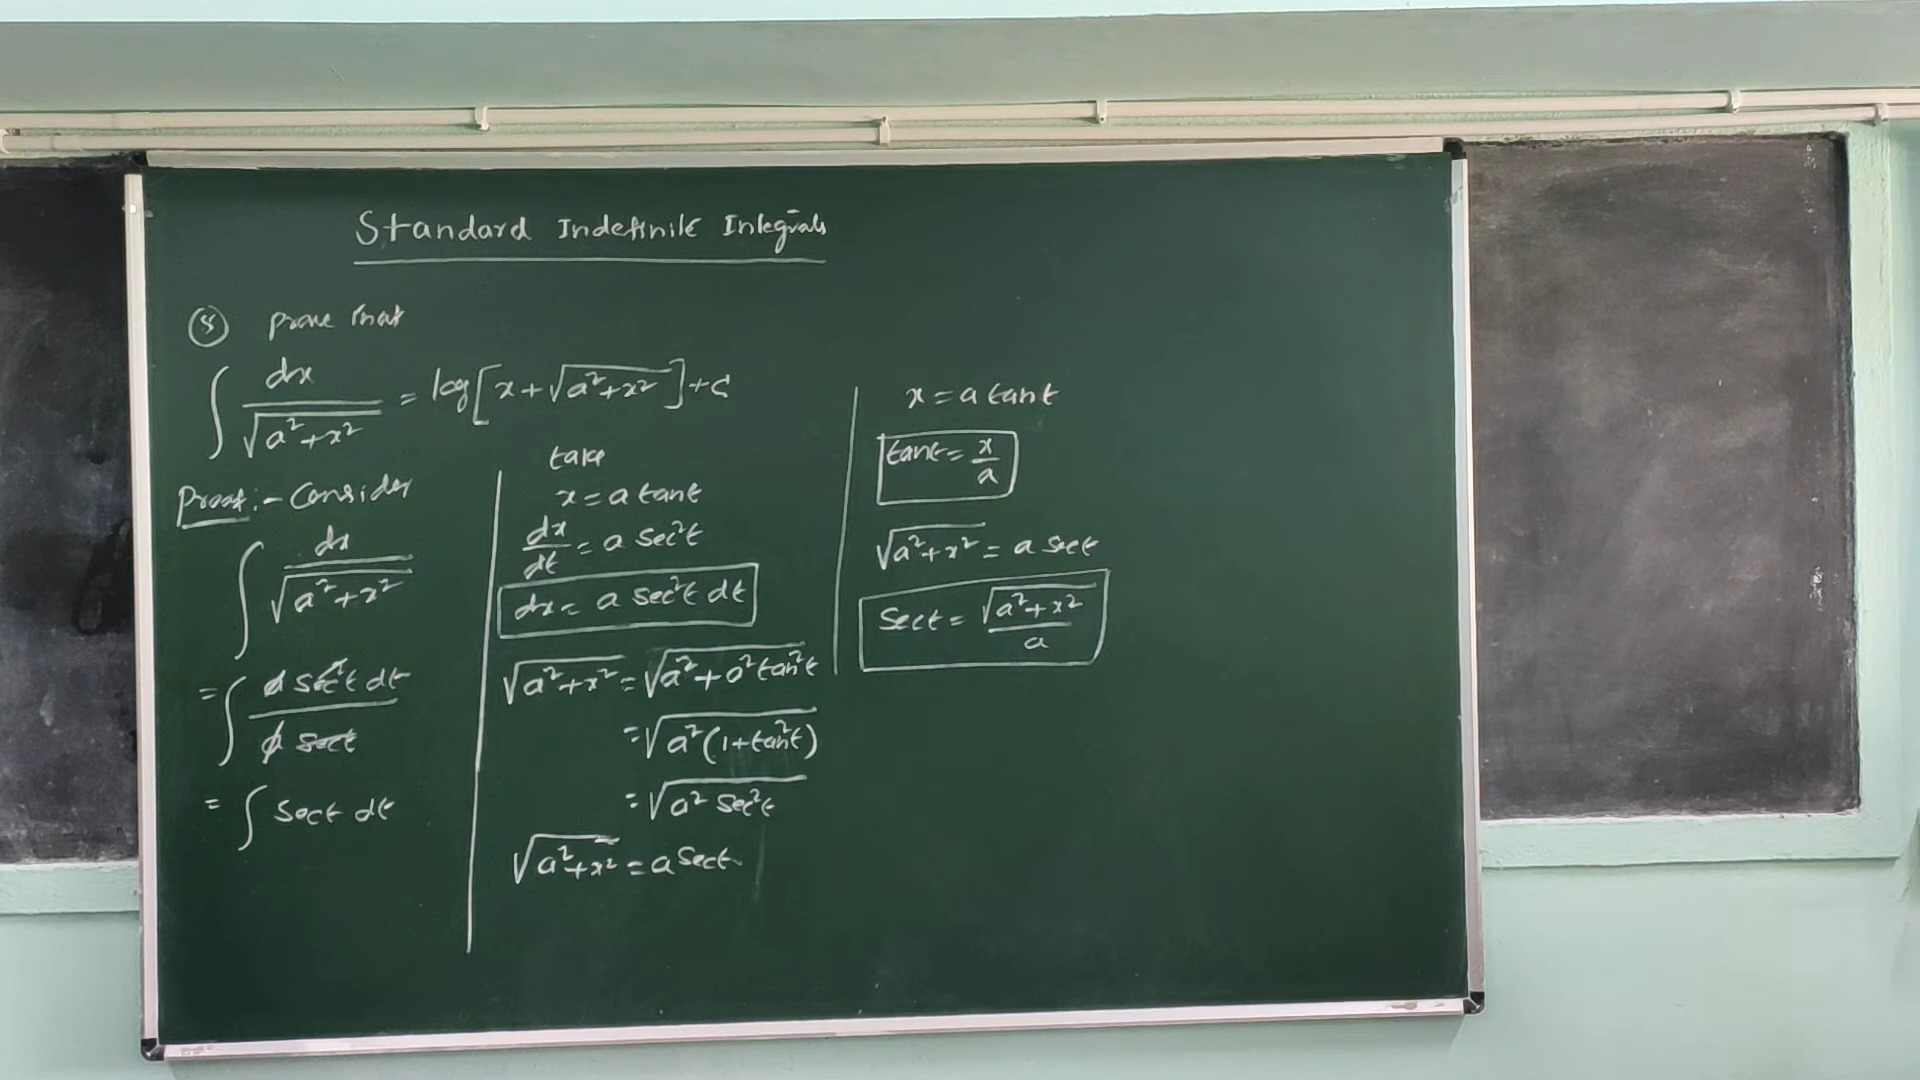 Standard Indefinite Integrals
⑧ prove that
∫ dx / √(a²+x²) = log[x+√(a²+x²)]+c
Proof:- Consider
∫ dx / √(a²+x²)
= ∫ a sec²t dt / a sect
= ∫ sect dt
take
x = a tant
dx/dt = a sec²t
dx = a sec²t dt
√(a²+x²) = √(a²+a²tan²t)
= √(a²(1+tan²t))
= √(a² sec²t)
√(a²+x²) = a sect
x = a tant
tant = x/a
√(a²+x²) = a sect
sect = √(a²+x²) / a